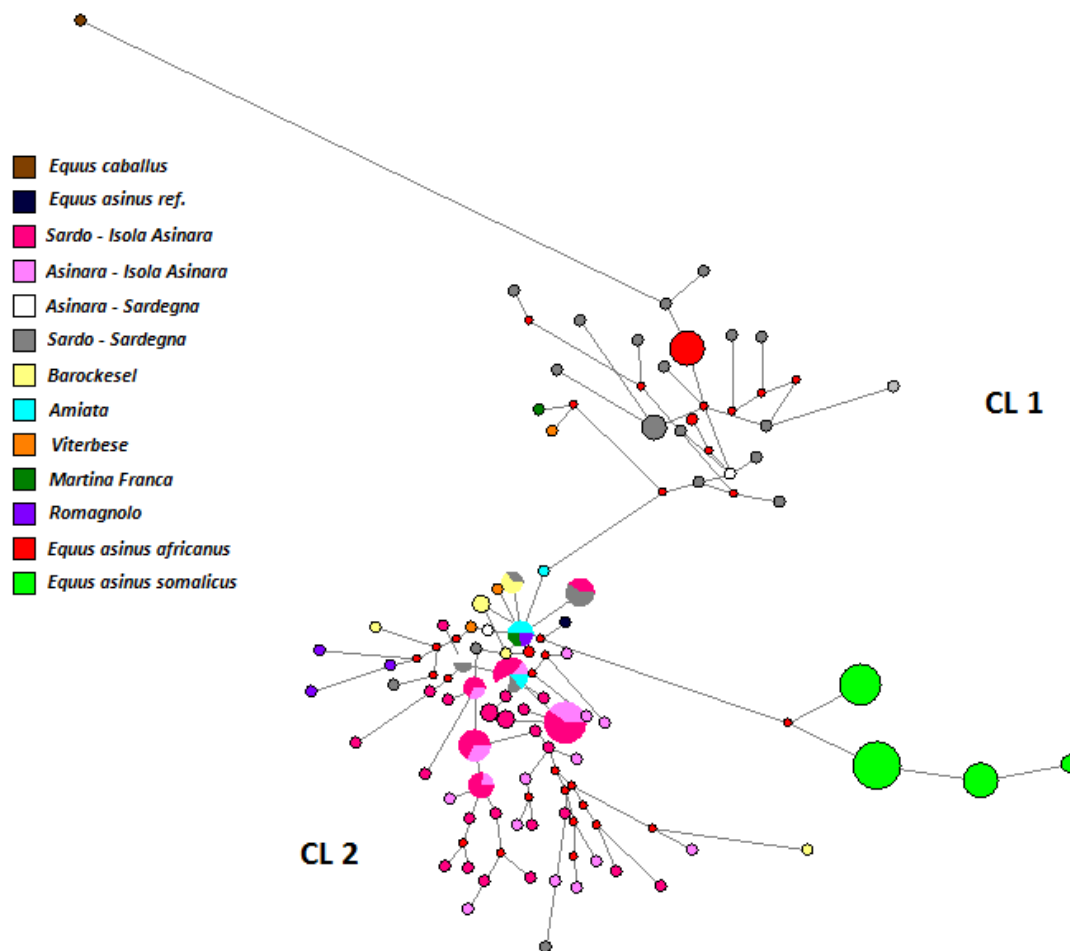 Equus caballus
Equus asinus ref.
Sardo - Isola Asinara
Asinara - Isola Asinara
Asinara - Sardegna
Sardo - Sardegna
Barockesel
Amiata
Viterbese
Martina Franca
Romagnolo
Equus asinus africanus
Equus asinus somalicus
CL 1
CL 2